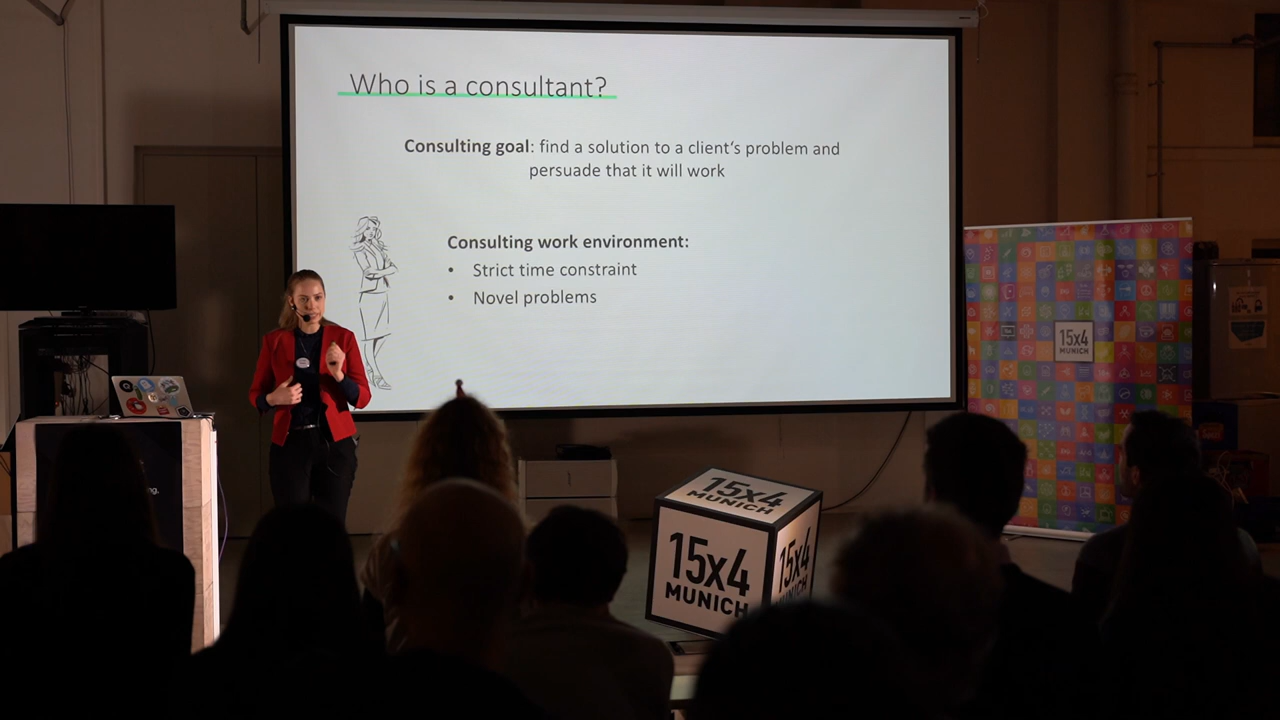 Who is a consultant?
Consulting goal: find a solution to a client‘s problem and
persuade that it will work
Consulting work environment:
• Strict time constraint
• Novel problems
15x4
MUNICH
15x4
MUNICH
15x4
MUNICH
15x4